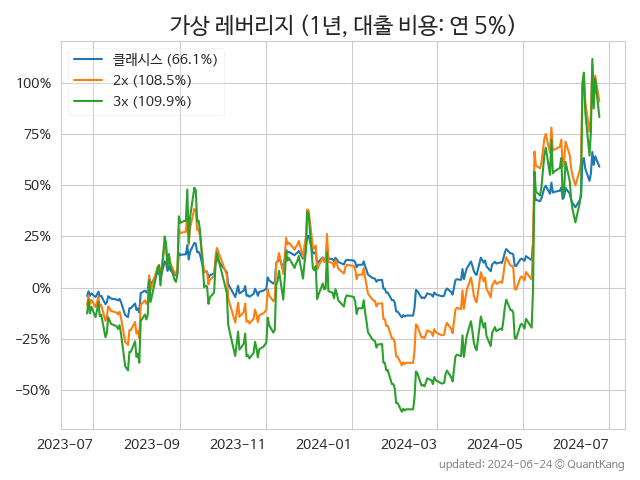 가상 레버리지 (1년, 대출 비용: 연 5%)
클래시스 (66.1%)
2x (108.5%)
3x (109.9%)
100%
75%
50%
25%
0%
−25%
−50%
2023-07 2023-09 2023-11 2024-01 2024-03 2024-05 2024-07
updated: 2024-06-24 © QuantKang